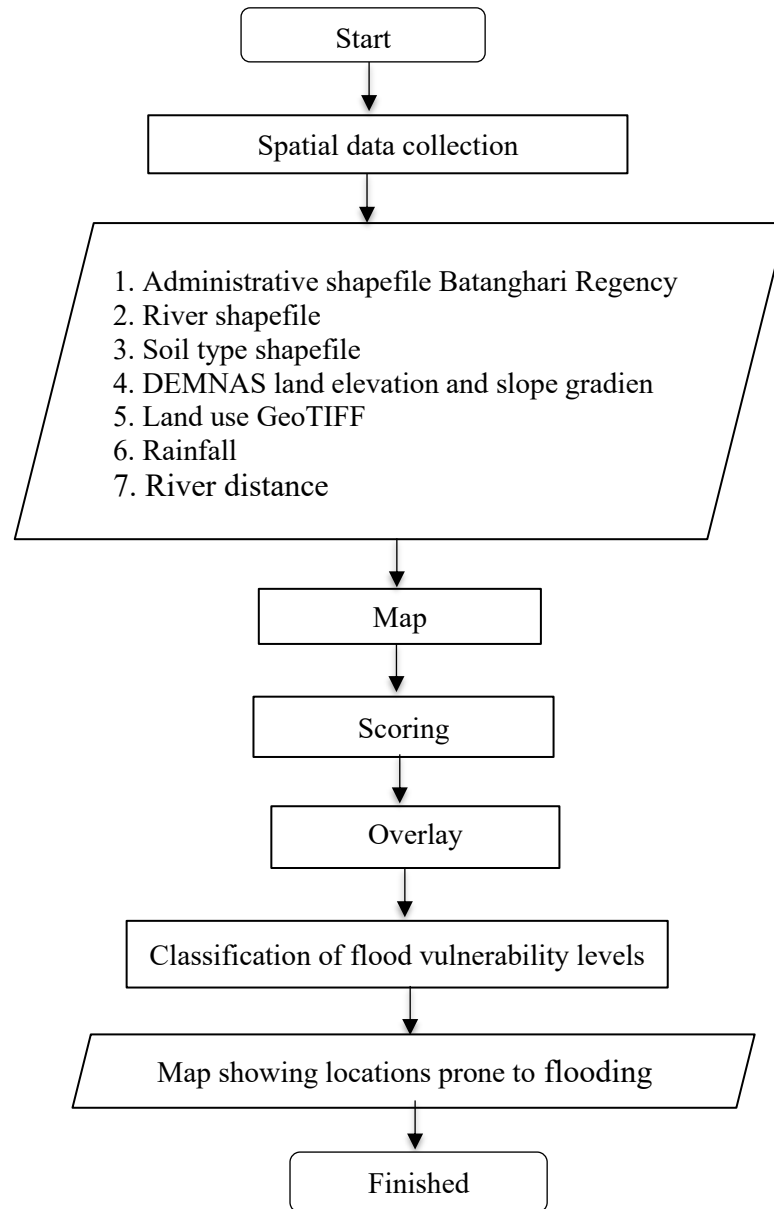 Start
Spatial data collection
1. Administrative shapefile Batanghari Regency
2. River shapefile
3. Soil type shapefile
4. DEMNAS land elevation and slope gradien
5. Land use GeoTIFF
6. Rainfall
7. River distance
Map
Scoring
Overlay
Classification of flood vulnerability levels
Map showing locations prone to flooding
Finished